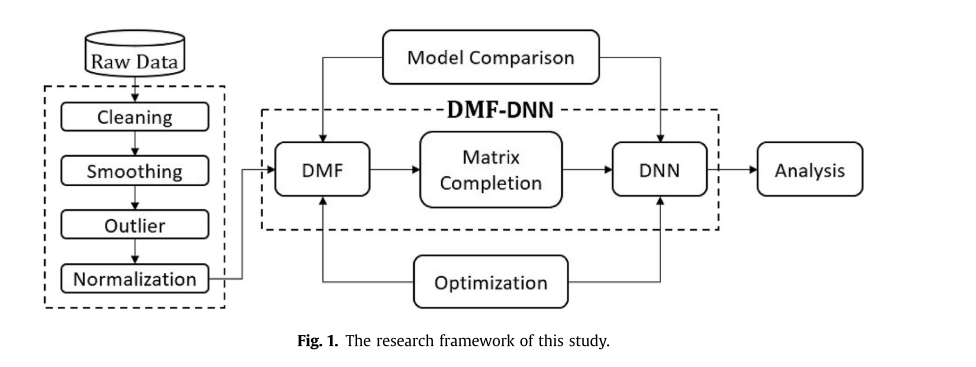 Raw Data
Cleaning
Smoothing
Outlier
Normalization
Model Comparison
DMF-DNN
DMF
Matrix
Completion
DNN
Analysis
Optimization
Fig. 1. The research framework of this study.